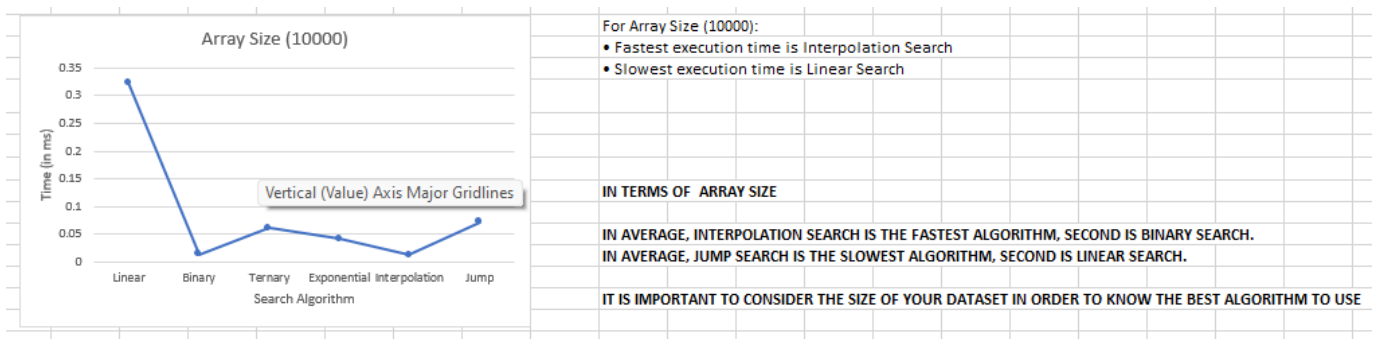 Array Size (10000)
0.35
0.3
0.25
0.2
0.15
0.1
0.05
0
Time (in ms)
Vertical (Value) Axis Major Gridlines
Linear Binary Ternary Exponential Interpolation Jump
Search Algorithm
For Array Size (10000):
• Fastest execution time is Interpolation Search
• Slowest execution time is Linear Search
IN TERMS OF  ARRAY SIZE
IN AVERAGE, INTERPOLATION SEARCH IS THE FASTEST ALGORITHM, SECOND IS BINARY SEARCH.
IN AVERAGE, JUMP SEARCH IS THE SLOWEST ALGORITHM, SECOND IS LINEAR SEARCH.
IT IS IMPORTANT TO CONSIDER THE SIZE OF YOUR DATASET IN ORDER TO KNOW THE BEST ALGORITHM TO USE